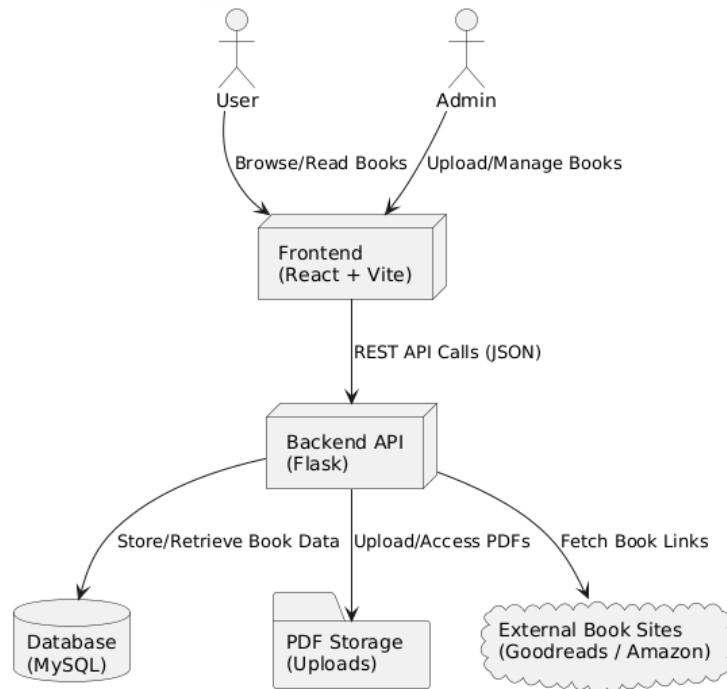 User
Admin
Browse/Read Books
Upload/Manage Books
Frontend
(React + Vite)
REST API Calls (JSON)
Backend API
(Flask)
Store/Retrieve Book Data
Upload/Access PDFs
Fetch Book Links
Database
(MySQL)
PDF Storage
(Uploads)
External Book Sites
(Goodreads / Amazon)